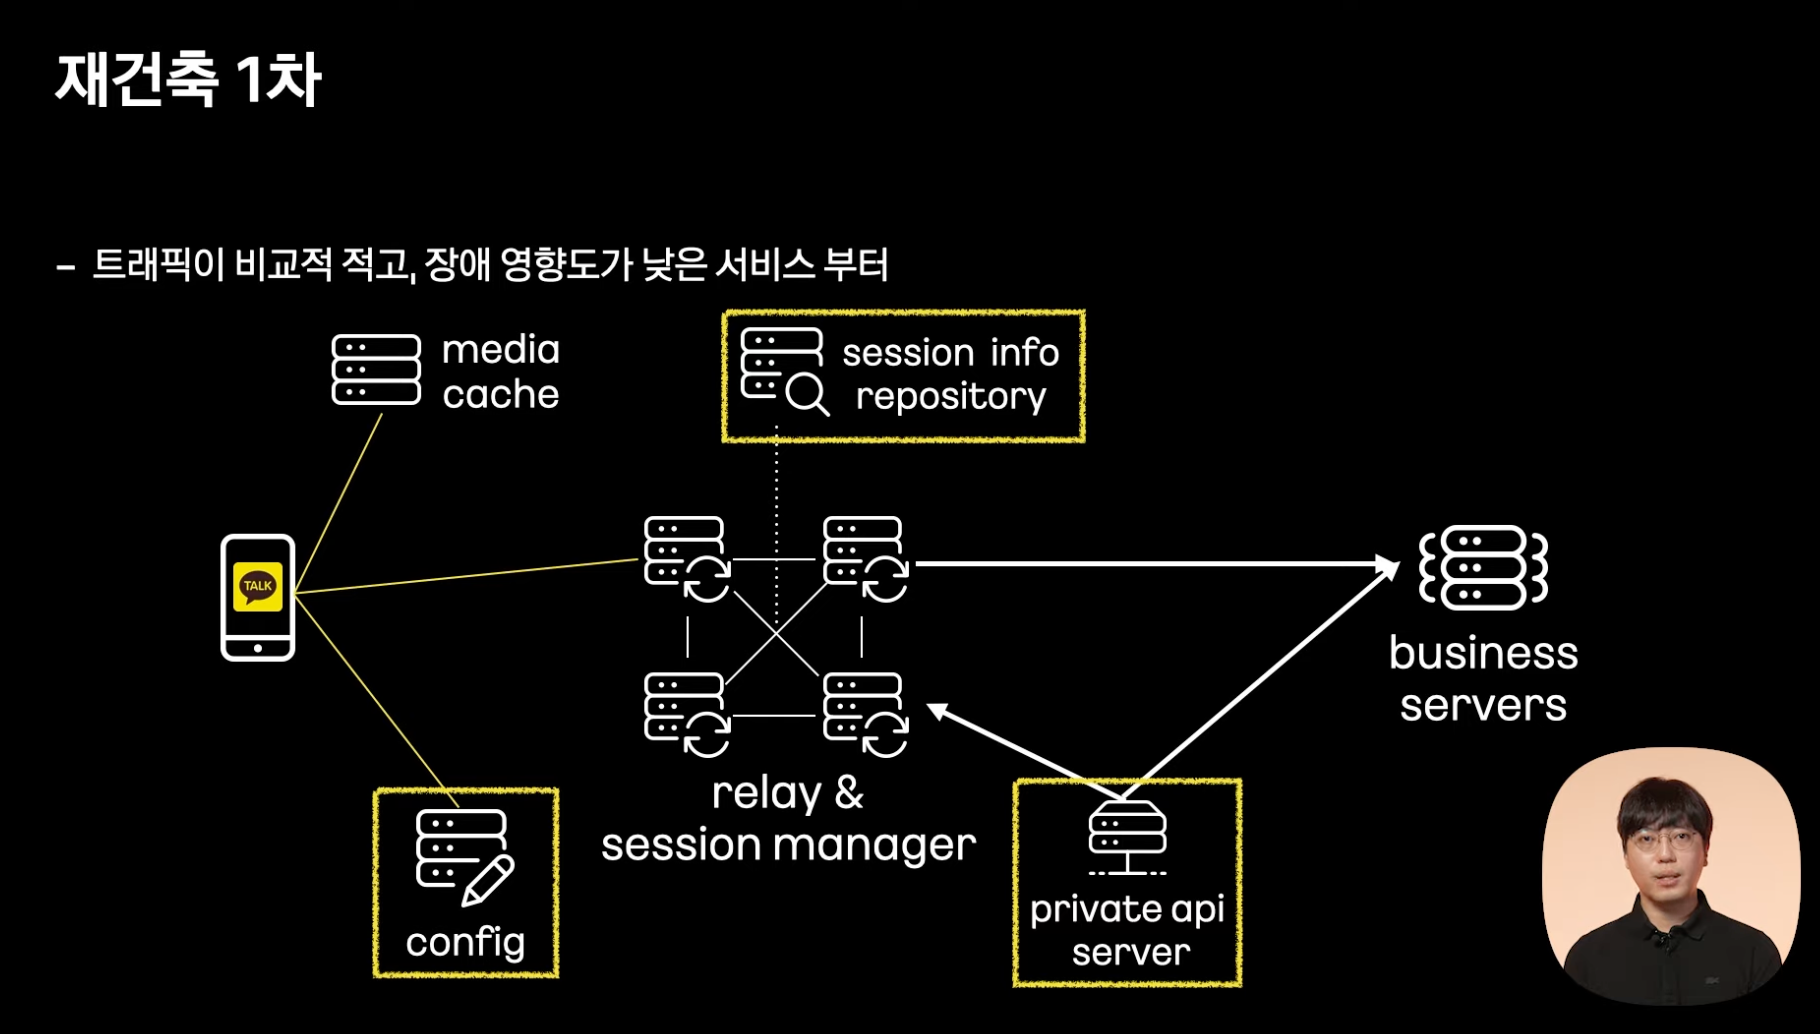 재건축 1차
– 트래픽이 비교적 적고, 장애 영향도가 낮은 서비스 부터
media
cache
session info
repository
TALK
business
servers
relay &
session manager
config
private api
server